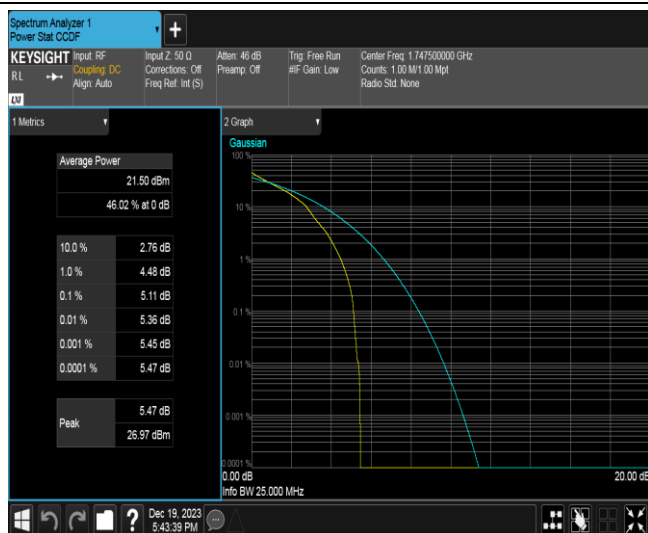 Spectrum Analyzer 1
Power Stat CCDF
+
KEYSIGHT
RL
LXI
Input: RF
Coupling: DC
Align: Auto
Input Z: 50 Ω
Corrections: Off
Freq Ref: Int (S)
Atten: 46 dB
Preamp: Off
Trig: Free Run
#IF Gain: Low
Center Freq: 1.747500000 GHz
Counts: 1.00 M/1.00 Mpt
Radio Std: None
1 Metrics
Average Power
21.50 dBm
46.02 % at 0 dB
10.0 % 2.76 dB
1.0 % 4.48 dB
0.1 % 5.11 dB
0.01 % 5.36 dB
0.001 % 5.45 dB
0.0001 % 5.47 dB
Peak
5.47 dB
26.97 dBm
2 Graph
Gaussian
100 %
10 %
1 %
0.1 %
0.01 %
0.001 %
0.0001 %
0.00 dB 20.00 dB
Info BW 25.000 MHz
?
Dec 19, 2023
5:43:39 PM